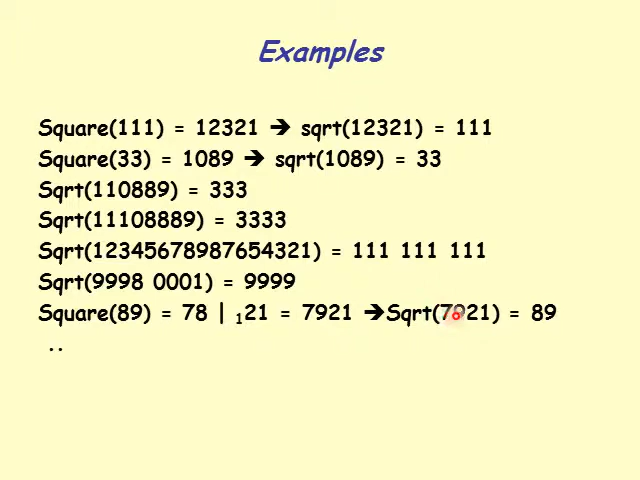 Examples
Square(111) = 12321 ➔ sqrt(12321) = 111
Square(33) = 1089 ➔ sqrt(1089) = 33
Sqrt(110889) = 333
Sqrt(11108889) = 3333
Sqrt(12345678987654321) = 111 111 111
Sqrt(9998 0001) = 9999
Square(89) = 78 | ₁21 = 7921 ➔Sqrt(7921) = 89
..